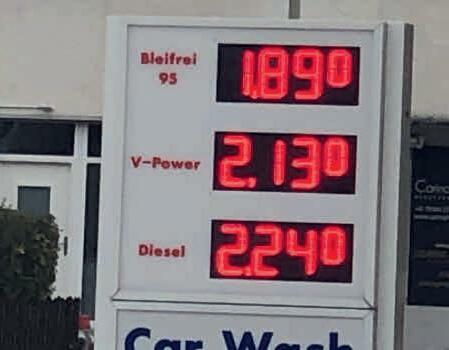 Bleifrei
95
1.890
V-Power
2.130
Diesel
2.240
Car Wash